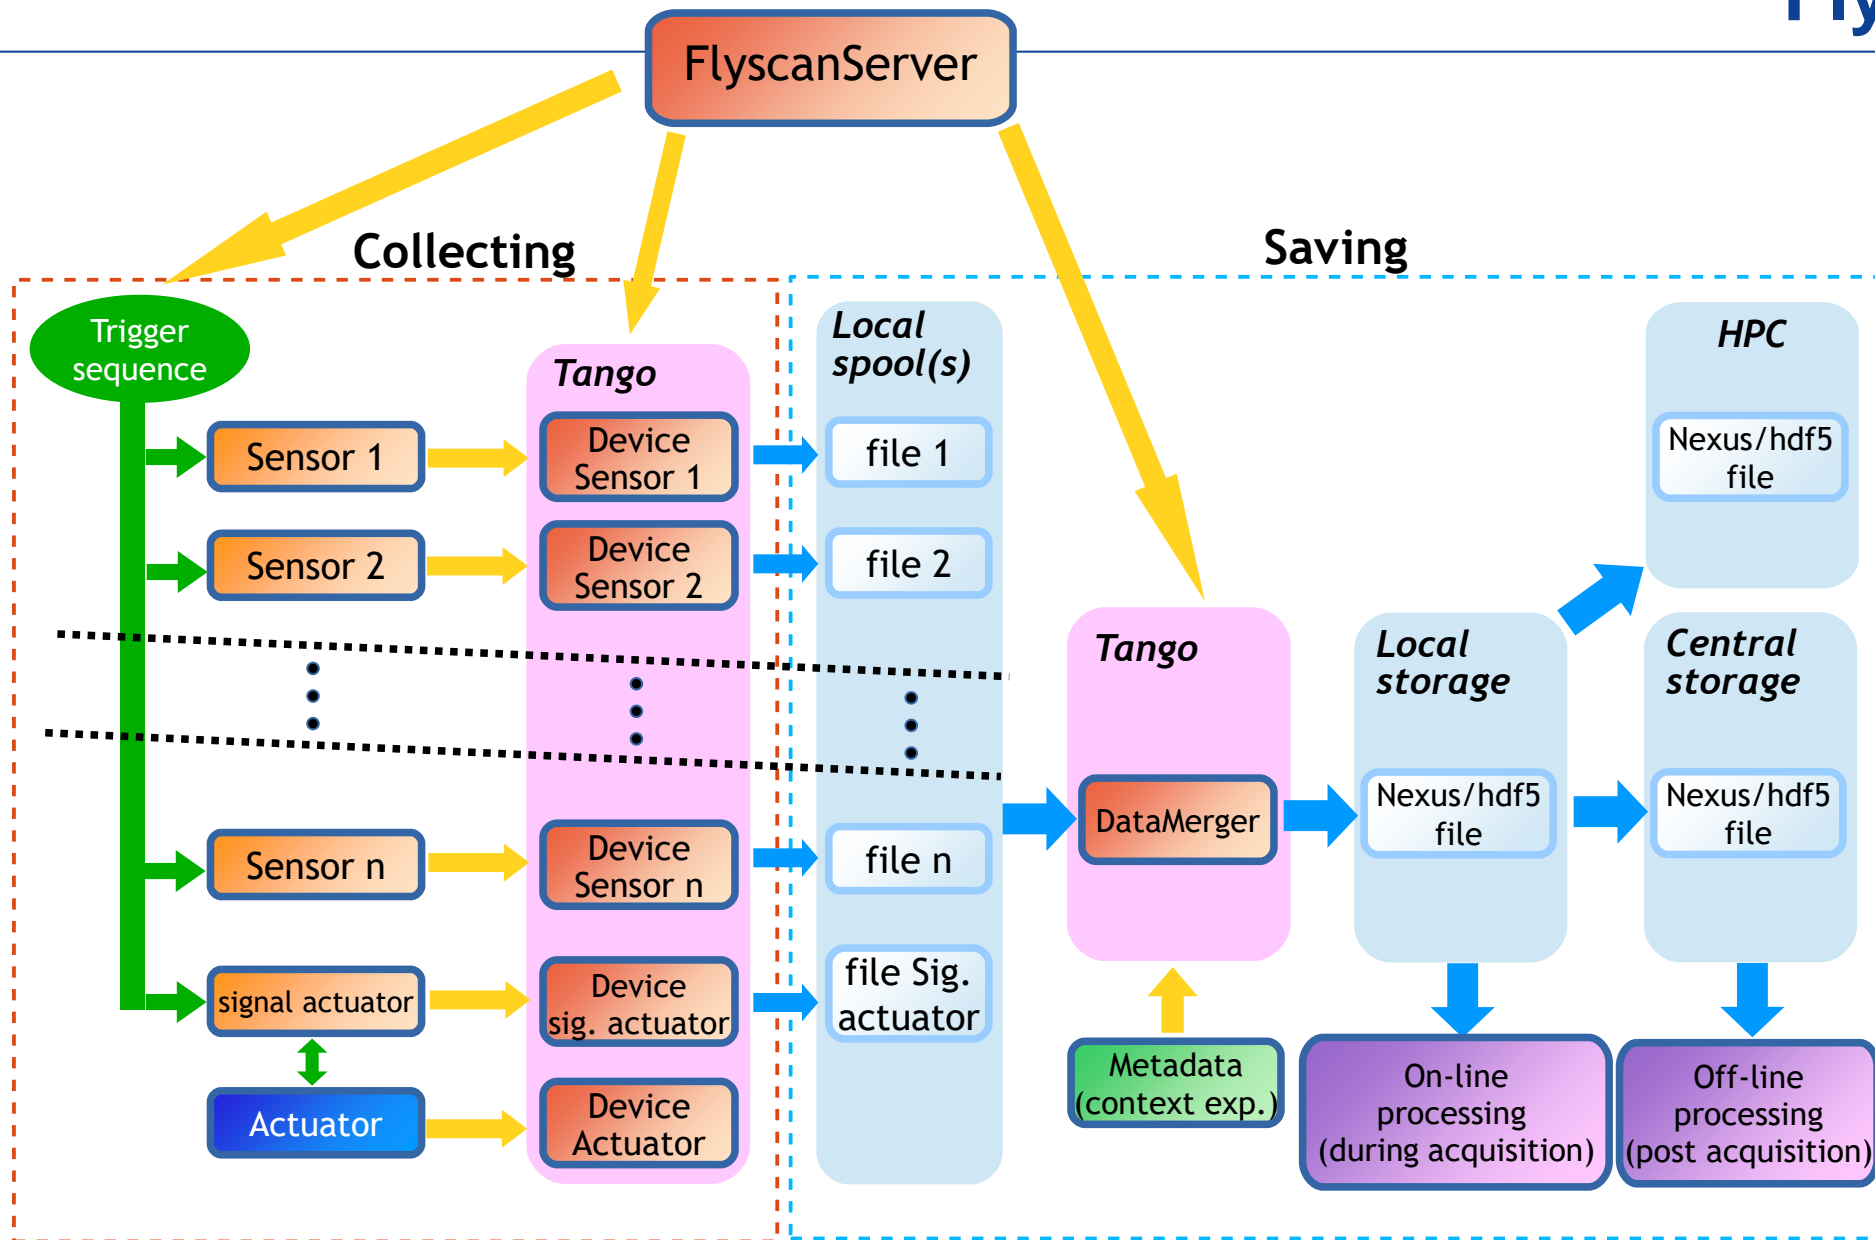 FlyscanServer
Collecting
Saving
Trigger
sequence
Tango
Local
spool(s)
HPC
Sensor 1
Device
Sensor 1
file 1
Nexus/hdf5
file
Sensor 2
Device
Sensor 2
file 2
Tango
Local
storage
Central
storage
Sensor n
Device
Sensor n
file n
DataMerger
Nexus/hdf5
file
Nexus/hdf5
file
signal actuator
Device
sig. actuator
file Sig.
actuator
Actuator
Device
Actuator
Metadata
(context exp.)
On-line
processing
(during acquisition)
Off-line
processing
(post acquisition)